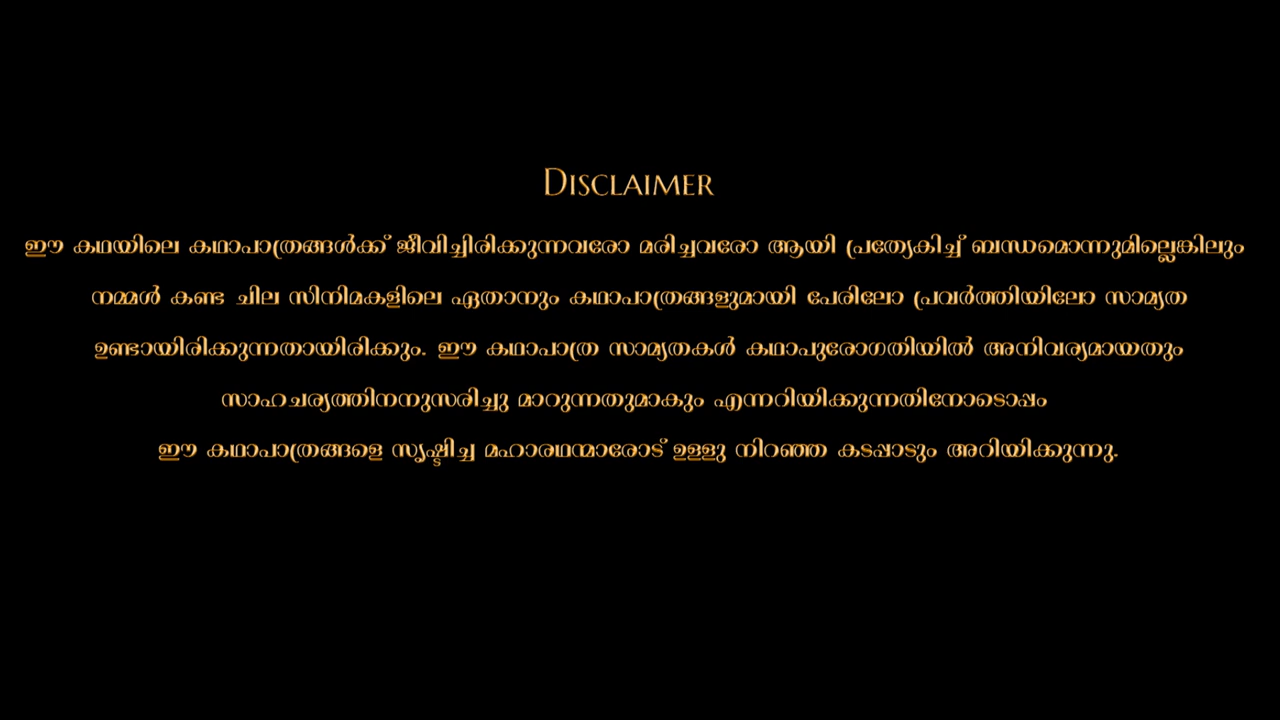 DISCLAIMER
ഈ കഥയിലെ കഥാപാത്രങ്ങൾക്ക് ജീവിച്ചിരിക്കുന്നവരോ മരിച്ചവരോ ആയി പ്രത്യേകിച്ച് ബന്ധമൊന്നുമില്ലെങ്കിലും
നമ്മൾ കണ്ട ചില സിനിമകളിലെ ഏതാനും കഥാപാത്രങ്ങളുമായി പേരിലോ പ്രവർത്തിയിലോ സാമ്യത
ഉണ്ടായിരിക്കുന്നതായിരിക്കും. ഈ കഥാപാത്ര സാമ്യതകൾ കഥാപുരോഗതിയിൽ അനിവര്യമായതും
സാഹചര്യത്തിനനുസരിച്ചു മാറുന്നതുമാകും എന്നറിയിക്കുന്നതിനോടൊപ്പം
ഈ കഥാപാത്രങ്ങളെ സൃഷ്ടിച്ച മഹാരഥന്മാരോട് ഉള്ളു നിറഞ്ഞ കടപ്പാടും അറിയിക്കുന്നു.